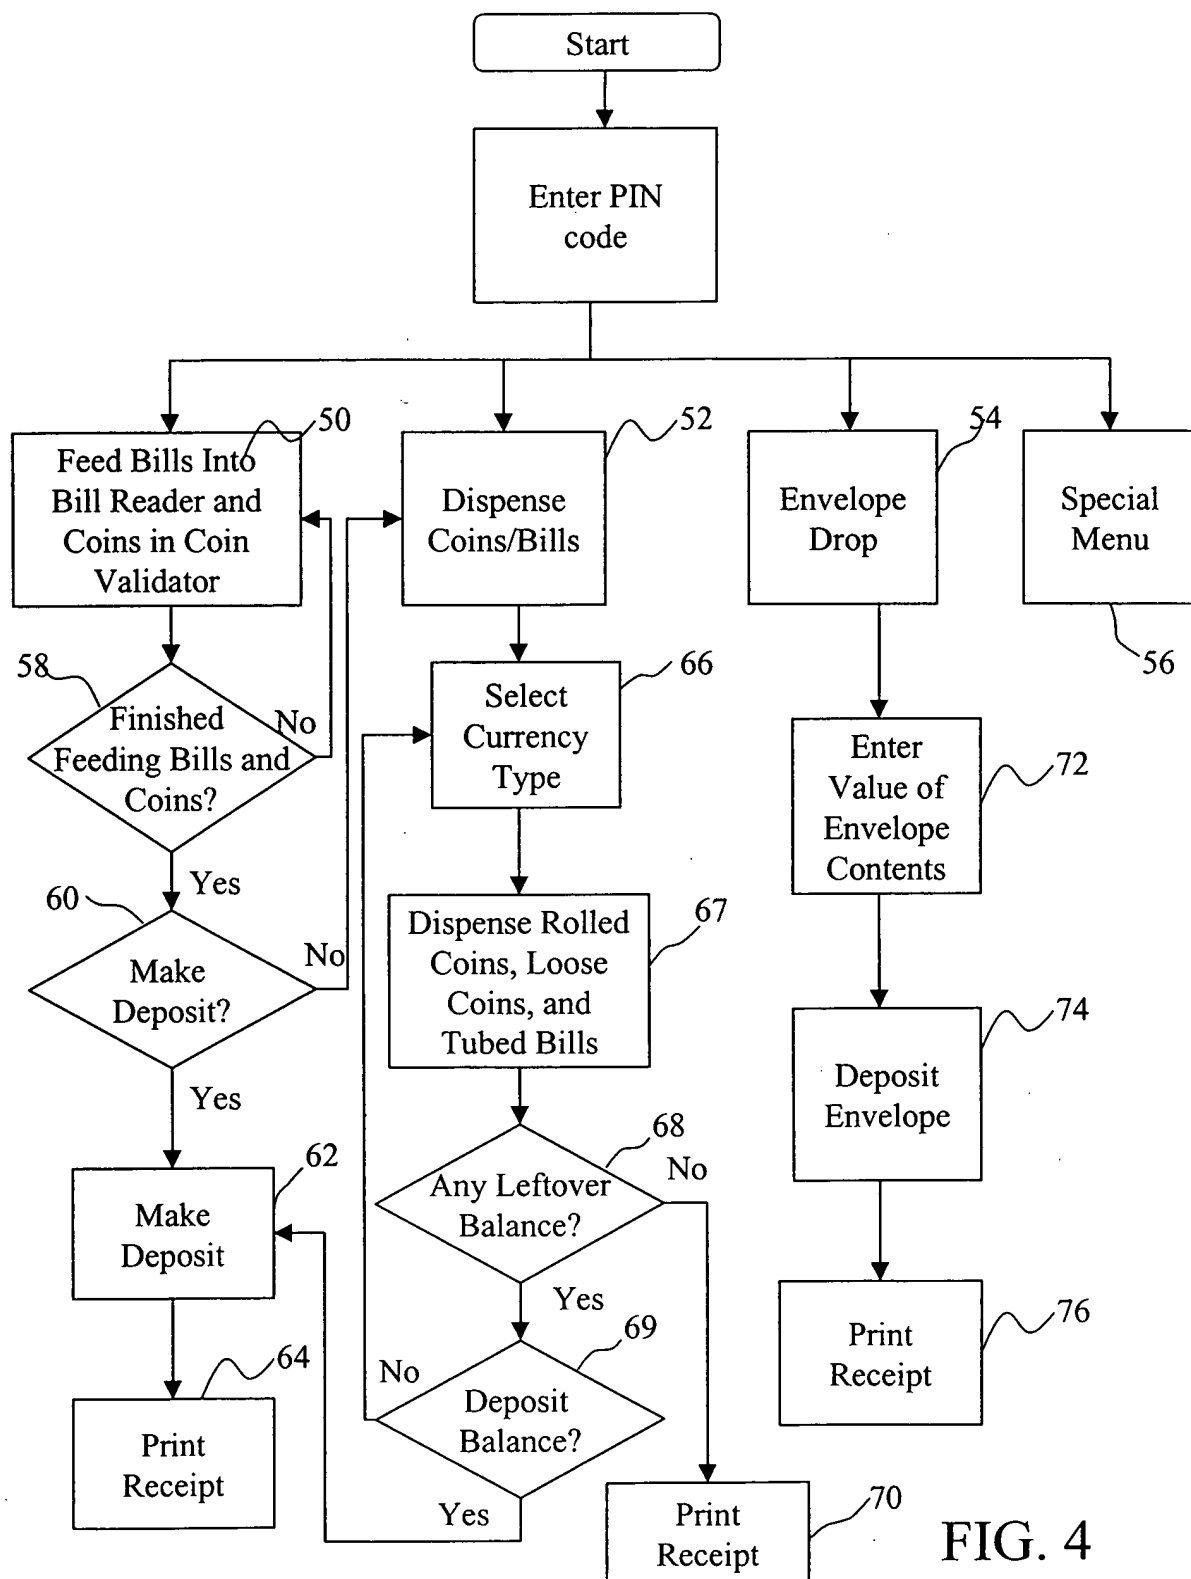 Start
Enter PIN
code
50
Feed Bills Into
Bill Reader and
Coins in Coin
Validator
52
Dispense
Coins/Bills
54
Envelope
Drop
Special
Menu
56
58
Finished
Feeding Bills and
Coins?
No
Yes
60
Make
Deposit?
No
Yes
62
Make
Deposit
64
Print
Receipt
66
Select
Currency
Type
67
Dispense Rolled
Coins, Loose
Coins, and
Tubed Bills
68
Any Leftover
Balance?
No
Yes
69
Deposit
Balance?
No
Yes
70
Print
Receipt
72
Enter
Value of
Envelope
Contents
74
Deposit
Envelope
76
Print
Receipt
FIG. 4